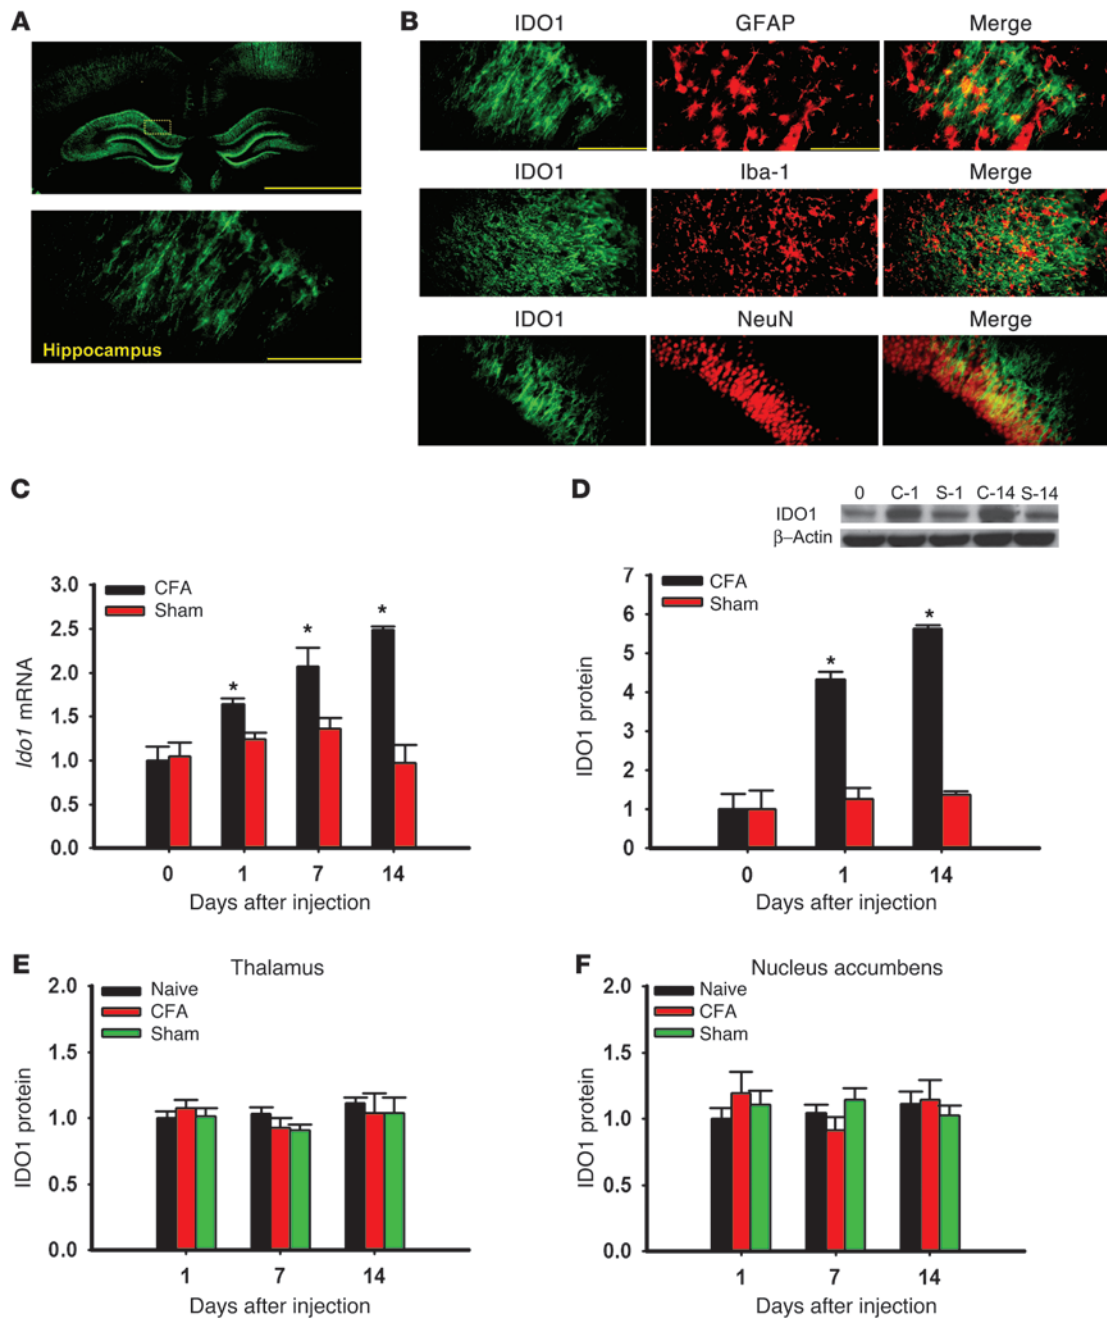 A
Hippocampus
B
IDO1 GFAP Merge
IDO1 Iba-1 Merge
IDO1 NeuN Merge
C
CFA
Sham
Ido1 mRNA
3.0
2.5
2.0
1.5
1.0
0.5
0.0
* * *
0 1 7 14
Days after injection
D
0 C-1 S-1 C-14 S-14
IDO1
β–Actin
CFA
Sham
IDO1 protein
7
6
5
4
3
2
1
0
* *
0 1 14
Days after injection
E
Thalamus
Naive
CFA
Sham
IDO1 protein
2.0
1.5
1.0
0.5
0.0
1 7 14
Days after injection
F
Nucleus accumbens
Naive
CFA
Sham
IDO1 protein
2.0
1.5
1.0
0.5
0.0
1 7 14
Days after injection